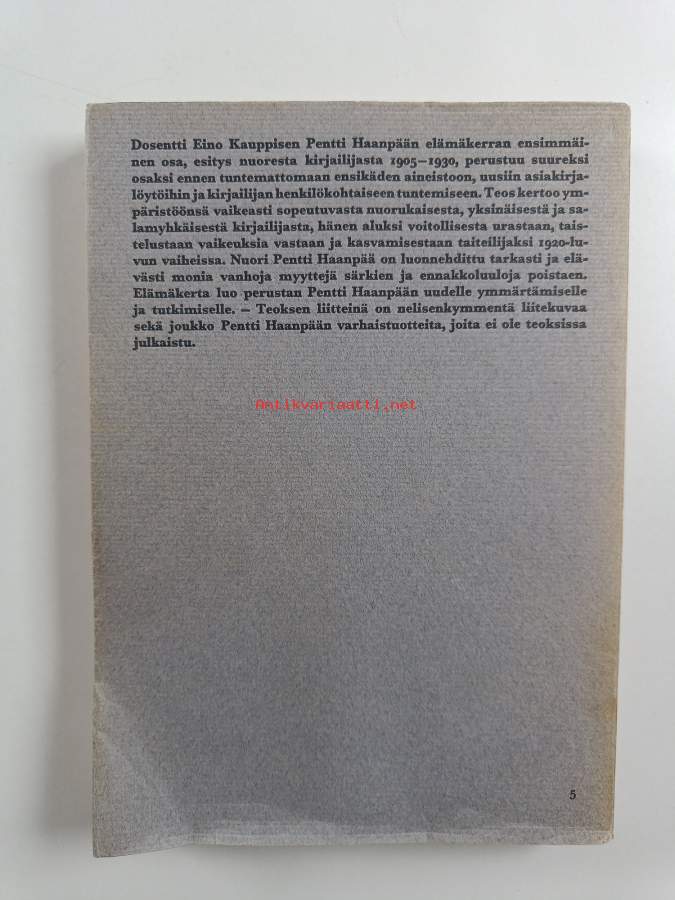 Dosentti Eino Kauppisen Pentti Haanpään elämäkerran ensimmäi-
nen osa, esitys nuoresta kirjailijasta 1905–1930, perustuu suureksi
osaksi ennen tuntemattomaan ensikäden aineistoon, uusiin asiakirja-
löytöihin ja kirjailijan henkilökohtaiseen tuntemiseen. Teos kertoo ym-
päristöönsä vaikeasti sopeutuvasta nuorukaisesta, yksinäisestä ja sa-
lamyhkäisestä kirjailijasta, hänen aluksi voitollisesta urastaan, tais-
telustaan vaikeuksia vastaan ja kasvamisestaan taiteilijaksi 1920-lu-
vun vaiheissa. Nuori Pentti Haanpää on luonnehdittu tarkasti ja elä-
västi monia vanhoja myyttejä särkien ja ennakkoluuloja poistaen.
Elämäkerta luo perustan Pentti Haanpään uudelle ymmärtämiselle
ja tutkimiselle. – Teoksen liitteinä on nelisenkymmentä liitekuvaa
sekä joukko Pentti Haanpään varhaistuotteita, joita ei ole teoksissa
julkaistu.
Antikvariaatti.net
5